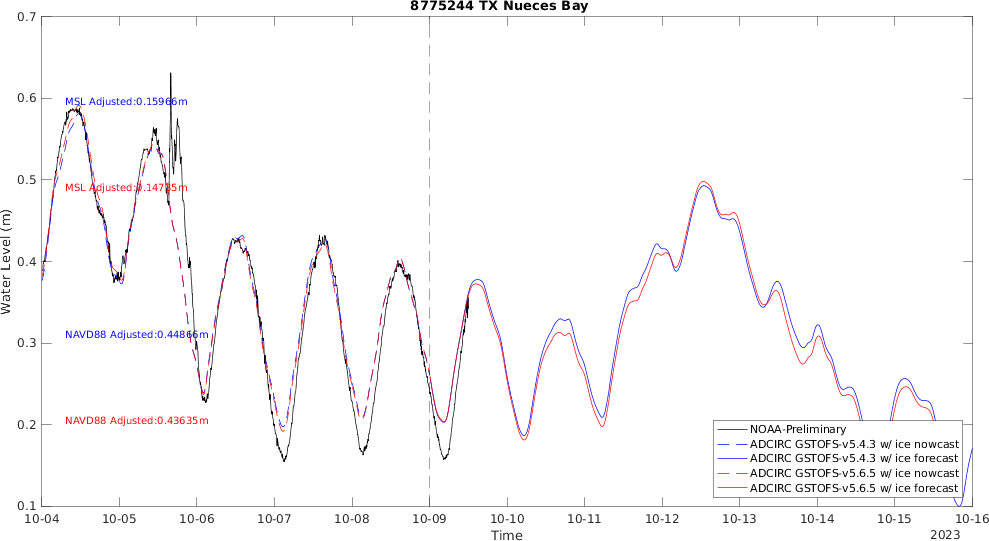 8775244 TX Nueces Bay
Water Level (m)
0.7
0.6
0.5
0.4
0.3
0.2
0.1
MSL Adjusted:0.15966m
MSL Adjusted:0.14735m
NAVD88 Adjusted:0.44866m
NAVD88 Adjusted:0.43635m
NOAA-Preliminary
ADCIRC GSTOFS-v5.4.3 w/ ice nowcast
ADCIRC GSTOFS-v5.4.3 w/ ice forecast
ADCIRC GSTOFS-v5.6.5 w/ ice nowcast
ADCIRC GSTOFS-v5.6.5 w/ ice forecast
10-04 10-05 10-06 10-07 10-08 10-09 10-10 10-11 10-12 10-13 10-14 10-15 10-16
Time
2023